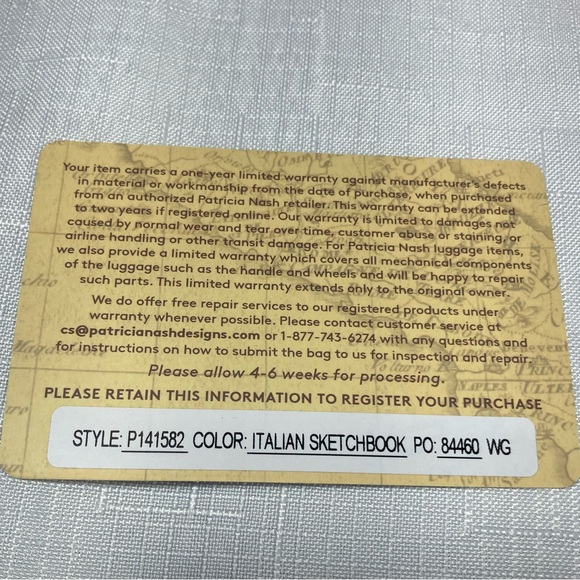 Your item carries a one-year limited warranty against manufacturer's defects
in material or workmanship from the date of purchase, when purchased
from an authorized Patricia Nash retailer. This warranty can be extended
to two years if registered online. Our warranty is limited to damages not
caused by normal wear and tear over time, customer abuse or staining, or
airline handling or other transit damage. For Patricia Nash luggage items,
we also provide a limited warranty which covers all mechanical components
of the luggage such as the handle and wheels and will be happy to repair
such parts. This limited warranty extends only to the original owner.
We do offer free repair services to our registered products under
warranty whenever possible. Please contact customer service at
cs@patricianashdesigns.com or 1-877-743-6274 with any questions and
for instructions on how to submit the bag to us for inspection and repair.
Please allow 4-6 weeks for processing.
PLEASE RETAIN THIS INFORMATION TO REGISTER YOUR PURCHASE
STYLE: P141582 COLOR: ITALIAN SKETCHBOOK PO: 84460 WG